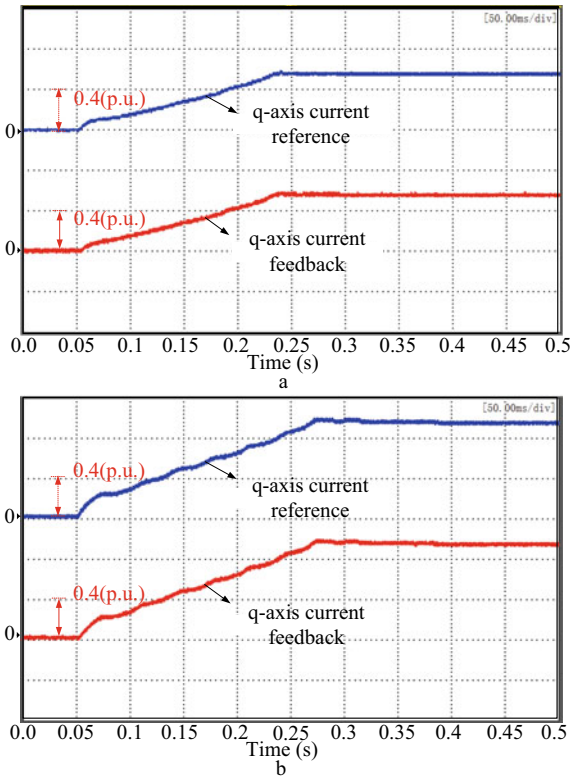 [50.00ms/div]
0.4(p.u.)
0
q-axis current
reference
0.4(p.u.)
0
q-axis current
feedback
0.0 0.05 0.1 0.15 0.2 0.25 0.3 0.35 0.4 0.45 0.5
Time (s)
a
[50.00ms/div]
0.4(p.u.)
0
q-axis current
reference
0.4(p.u.)
0
q-axis current
feedback
0.0 0.05 0.1 0.15 0.2 0.25 0.3 0.35 0.4 0.45 0.5
Time (s)
b